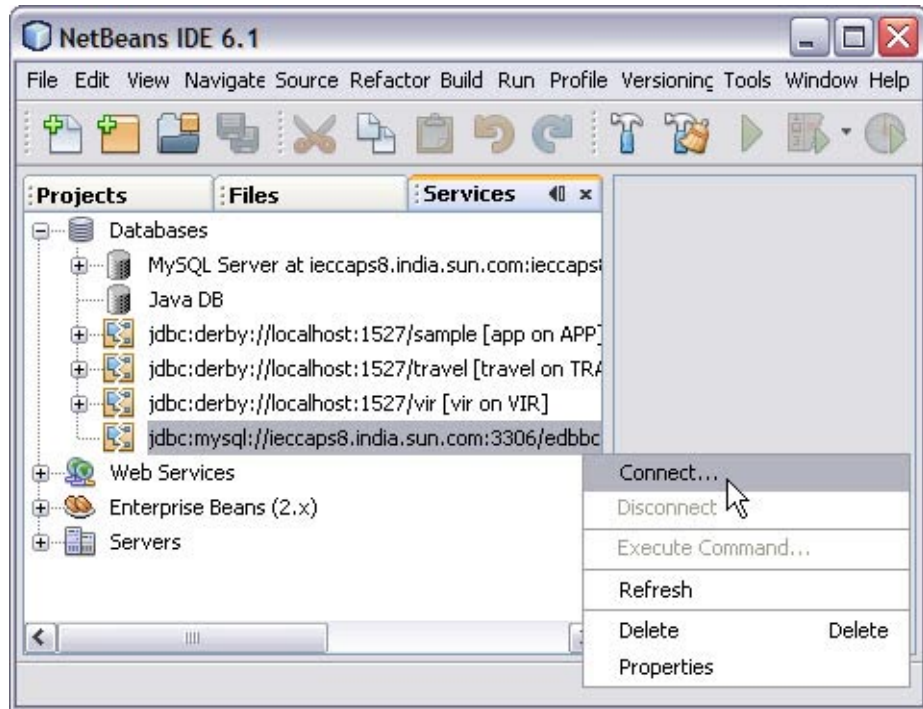 NetBeans IDE 6.1
File Edit View Navigate Source Refactor Build Run Profile Versioning Tools Window Help
Projects Files Services
Databases
MySQL Server at ieccaps8.india.sun.com:ieccaps
Java DB
jdbc:derby://localhost:1527/sample [app on APP]
jdbc:derby://localhost:1527/travel [travel on TRA
jdbc:derby://localhost:1527/vir [vir on VIR]
jdbc:mysql://ieccaps8.india.sun.com:3306/edbbc
Web Services
Enterprise Beans (2.x)
Servers
Connect...
Disconnect
Execute Command...
Refresh
Delete Delete
Properties